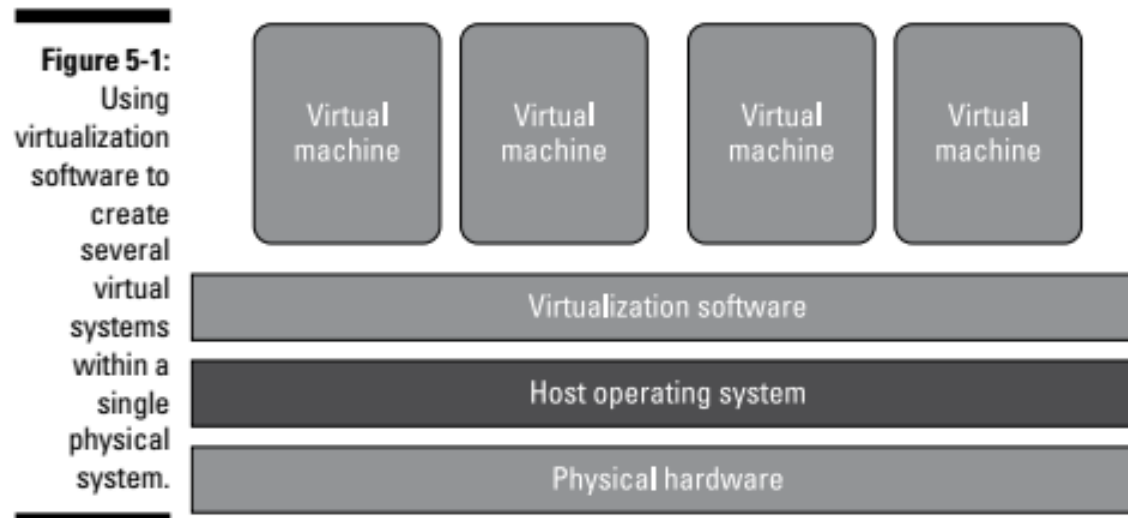 Figure 5-1:
Using
virtualization
software to
create
several
virtual
systems
within a
single
physical
system.
Virtual
machine
Virtual
machine
Virtual
machine
Virtual
machine
Virtualization software
Host operating system
Physical hardware